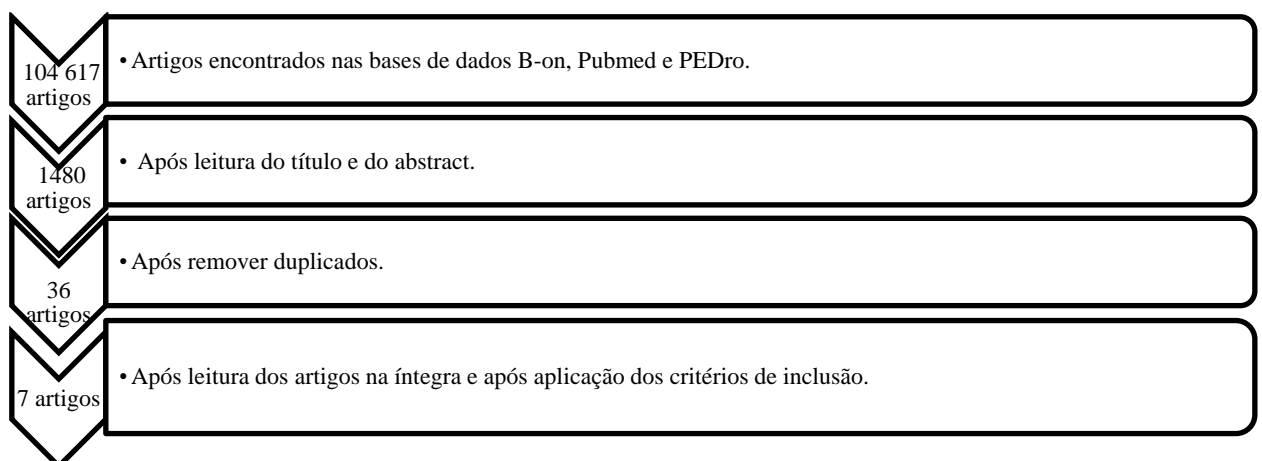 104 617
artigos
• Artigos encontrados nas bases de dados B-on, Pubmed e PEDro.
1480
artigos
• Após leitura do título e do abstract.
36
artigos
• Após remover duplicados.
7 artigos
• Após leitura dos artigos na íntegra e após aplicação dos critérios de inclusão.